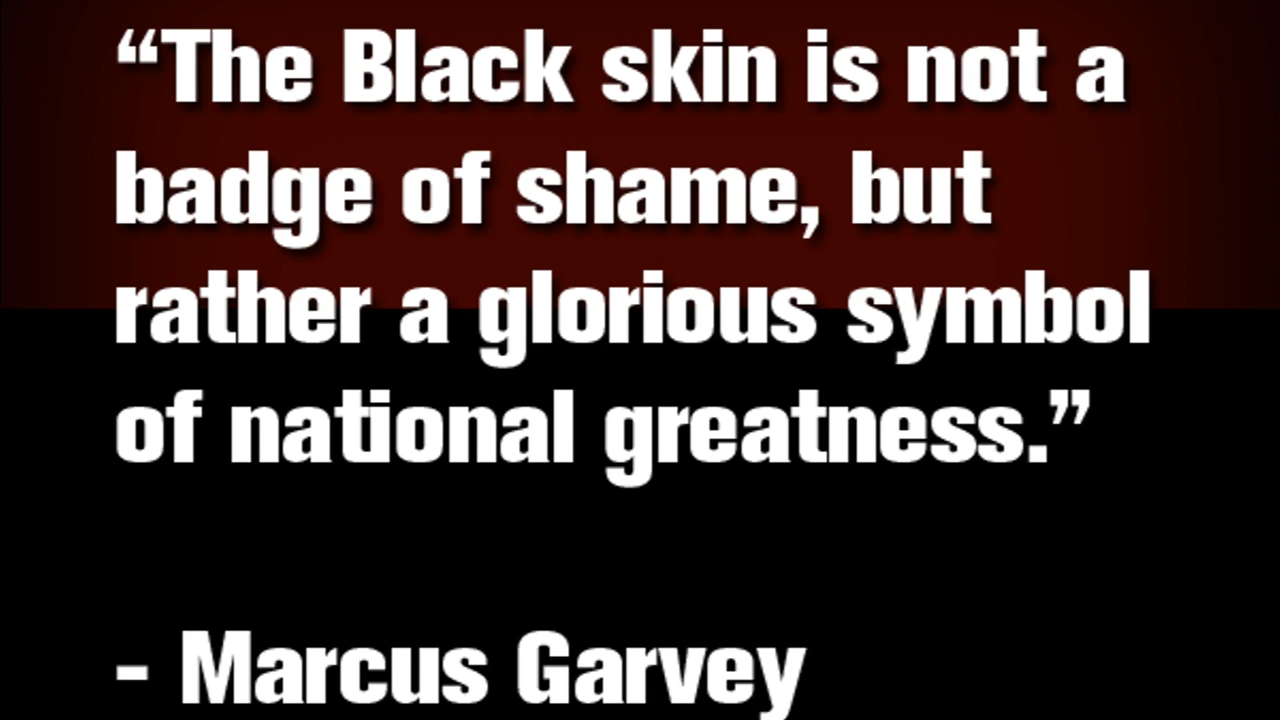 “The Black skin is not a
badge of shame, but
rather a glorious symbol
of national greatness.”
- Marcus Garvey